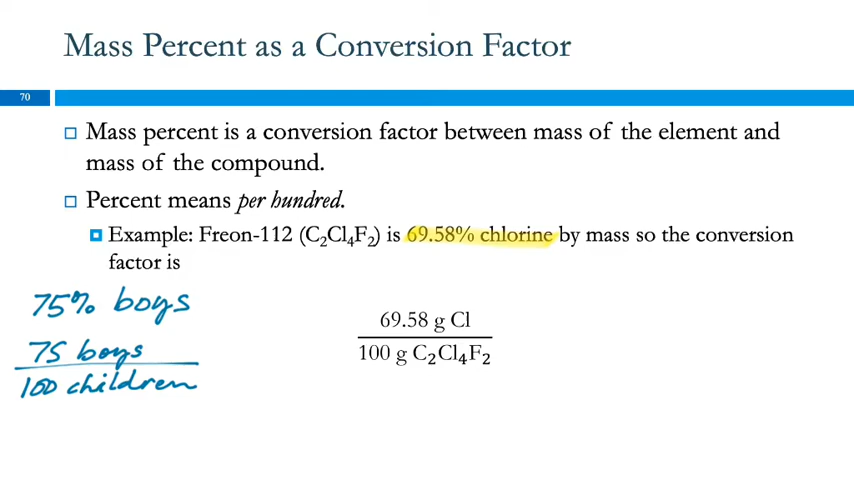 Mass Percent as a Conversion Factor
70
Mass percent is a conversion factor between mass of the element and
mass of the compound.
Percent means per hundred.
Example: Freon-112 (C₂Cl₄F₂) is 69.58% chlorine by mass so the conversion
factor is
75% boys
75 boys
100 children
69.58 g Cl
100 g C₂Cl₄F₂